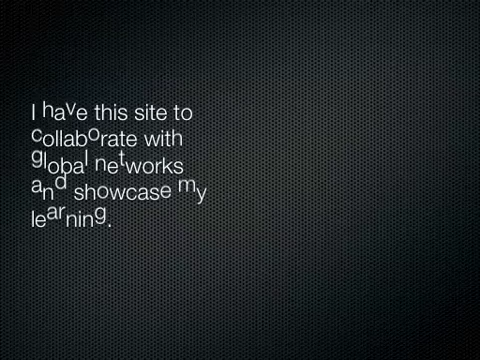 I have this site to
collaborate with
global networks
and showcase my
learning.